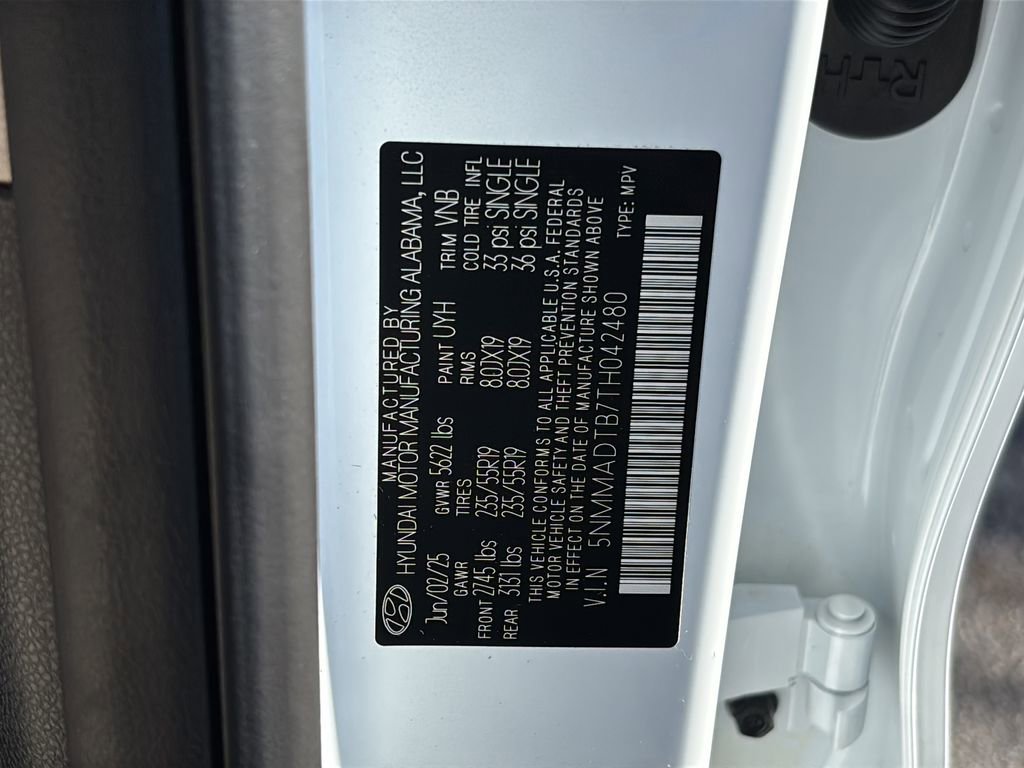 MANUFACTURED BY
HYUNDAI MOTOR MANUFACTURING ALABAMA, LLC
Jun/02/25 GWR 5622 lbs PAINT UYH TRIM VNB
GAWR TIRES RIMS COLD TIRE INFL
FRONT 2745 lbs 235/55R19 8.0JX19 33 psi SINGLE
REAR 3131 lbs 235/55R19 8.0JX19 36 psi SINGLE
THIS VEHICLE CONFORMS TO ALL APPLICABLE U.S.A. FEDERAL
MOTOR VEHICLE SAFETY AND THEFT PREVENTION STANDARDS
IN EFFECT ON THE DATE OF MANUFACTURE SHOWN ABOVE
V.I.N 5NMMADTB7TH042480 TYPE: MPV
RTH